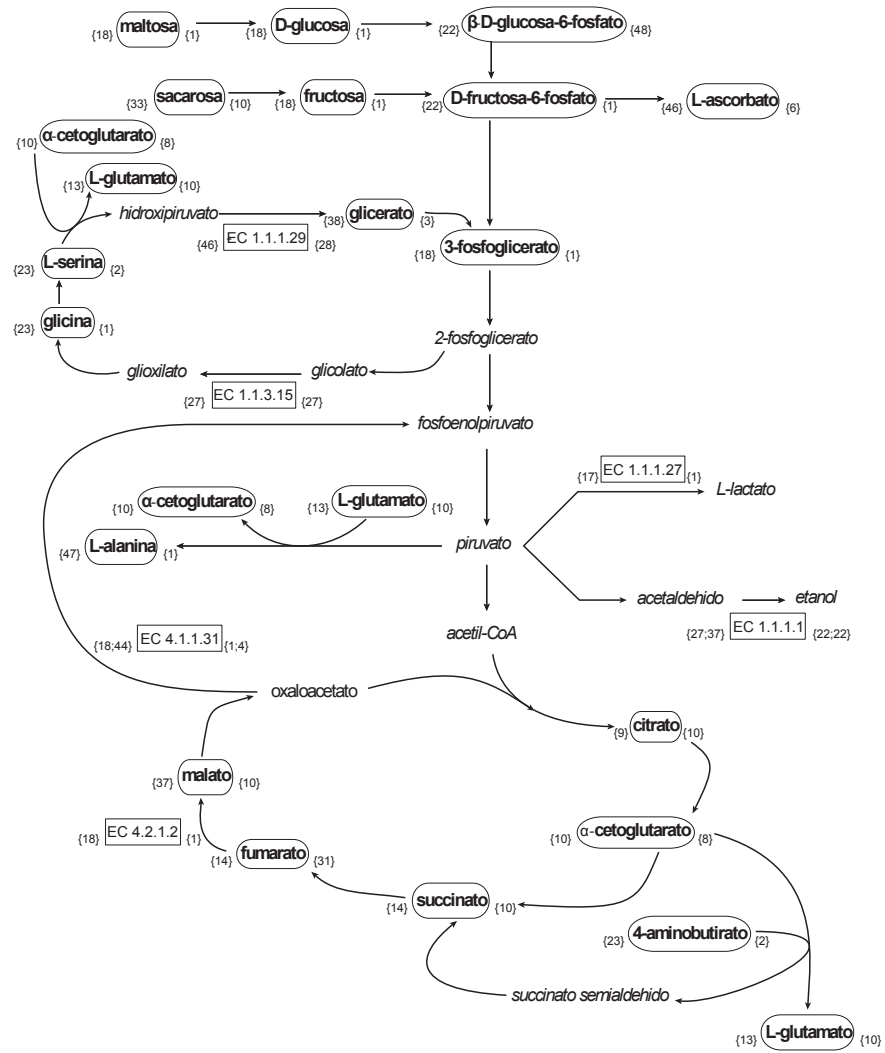 {18} maltosa {1} {18} D-glucosa {1} {22} β-D-glucosa-6-fosfato {48}
{33} sacarosa {10} {18} fructosa {1} {22} D-fructosa-6-fosfato {1} {46} L-ascorbato {6}
{10} α-cetoglutarato {8}
{13} L-glutamato {10}
hidroxipiruvato {38} glicerato {3}
{46} EC 1.1.1.29 {28}
{18} 3-fosfoglicerato {1}
{23} L-serina {2}
{23} glicina {1}
2-fosfoglicerato
glioxilato glicolato
{27} EC 1.1.3.15 {27}
fosfoenolpiruvato
{17} EC 1.1.1.27 {1}
L-lactato
{10} α-cetoglutarato {8} {13} L-glutamato {10}
{47} L-alanina {1} piruvato
acetaldehido etanol
{27;37} EC 1.1.1.1 {22;22}
acetil-CoA
{18;44} EC 4.1.1.31 {1;4}
oxaloacetato
{9} citrato {10}
{37} malato {10}
{18} EC 4.2.1.2 {1}
{10} α-cetoglutarato {8}
{14} fumarato {31}
{14} succinato {10}
{23} 4-aminobutirato {2}
succinato semialdehido
{13} L-glutamato {10}